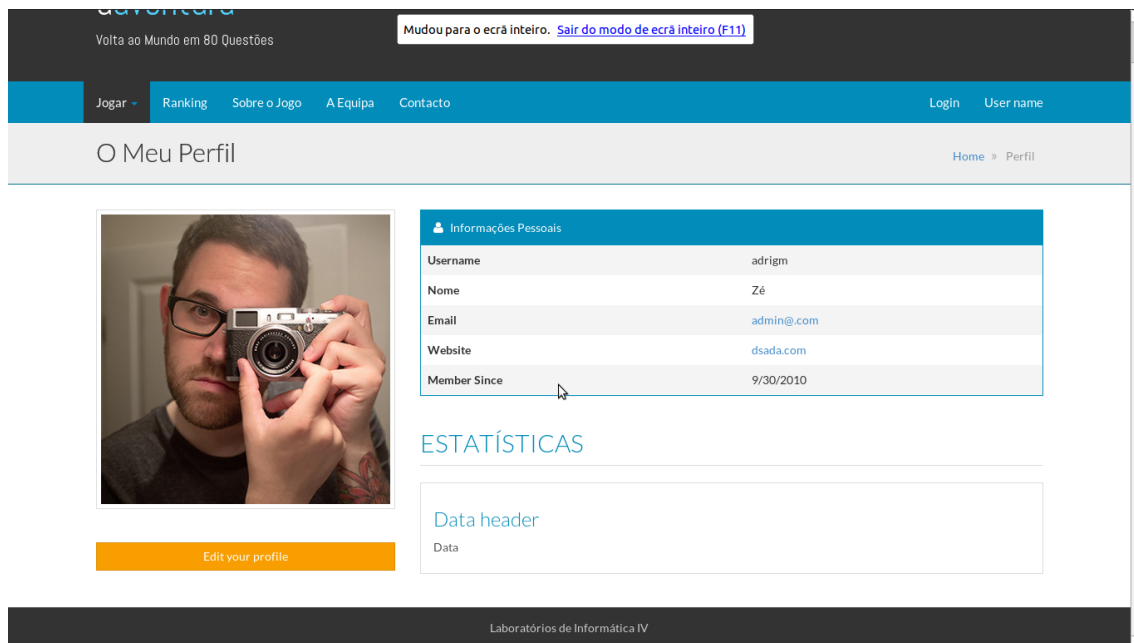 Volta ao Mundo em 80 Questões
Mudou para o ecrã inteiro. Sair do modo de ecrã inteiro (F11)
Jogar Ranking Sobre o Jogo A Equipa Contacto Login User name
O Meu Perfil
Home » Perfil
Informações Pessoais
Username adrigm
Nome Zé
Email admin@.com
Website dsada.com
Member Since 9/30/2010
ESTATÍSTICAS
Data header
Data
Edit your profile
Laboratórios de Informática IV